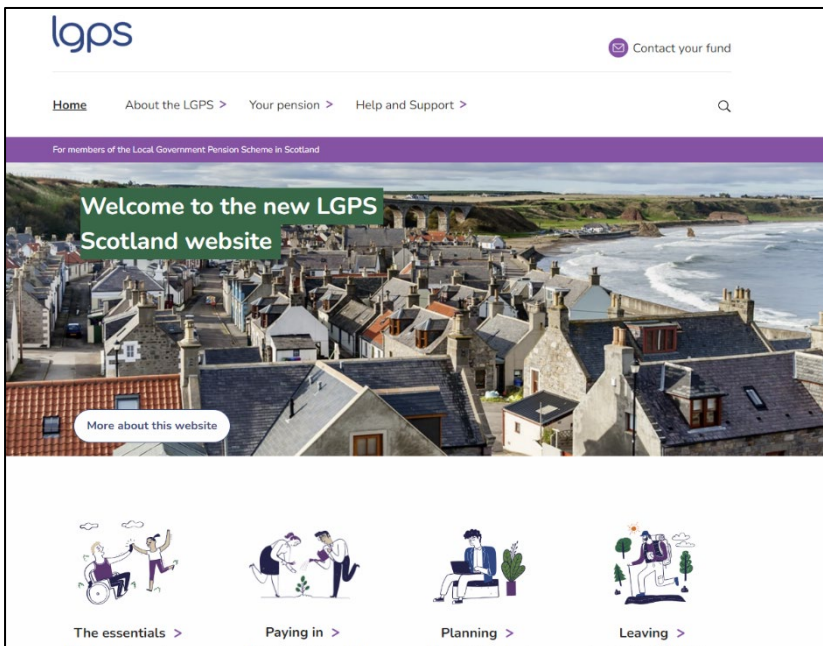 lgps
Contact your fund
Home About the LGPS > Your pension > Help and Support >
For members of the Local Government Pension Scheme in Scotland
Welcome to the new LGPS
Scotland website
More about this website
The essentials > Paying in > Planning > Leaving >